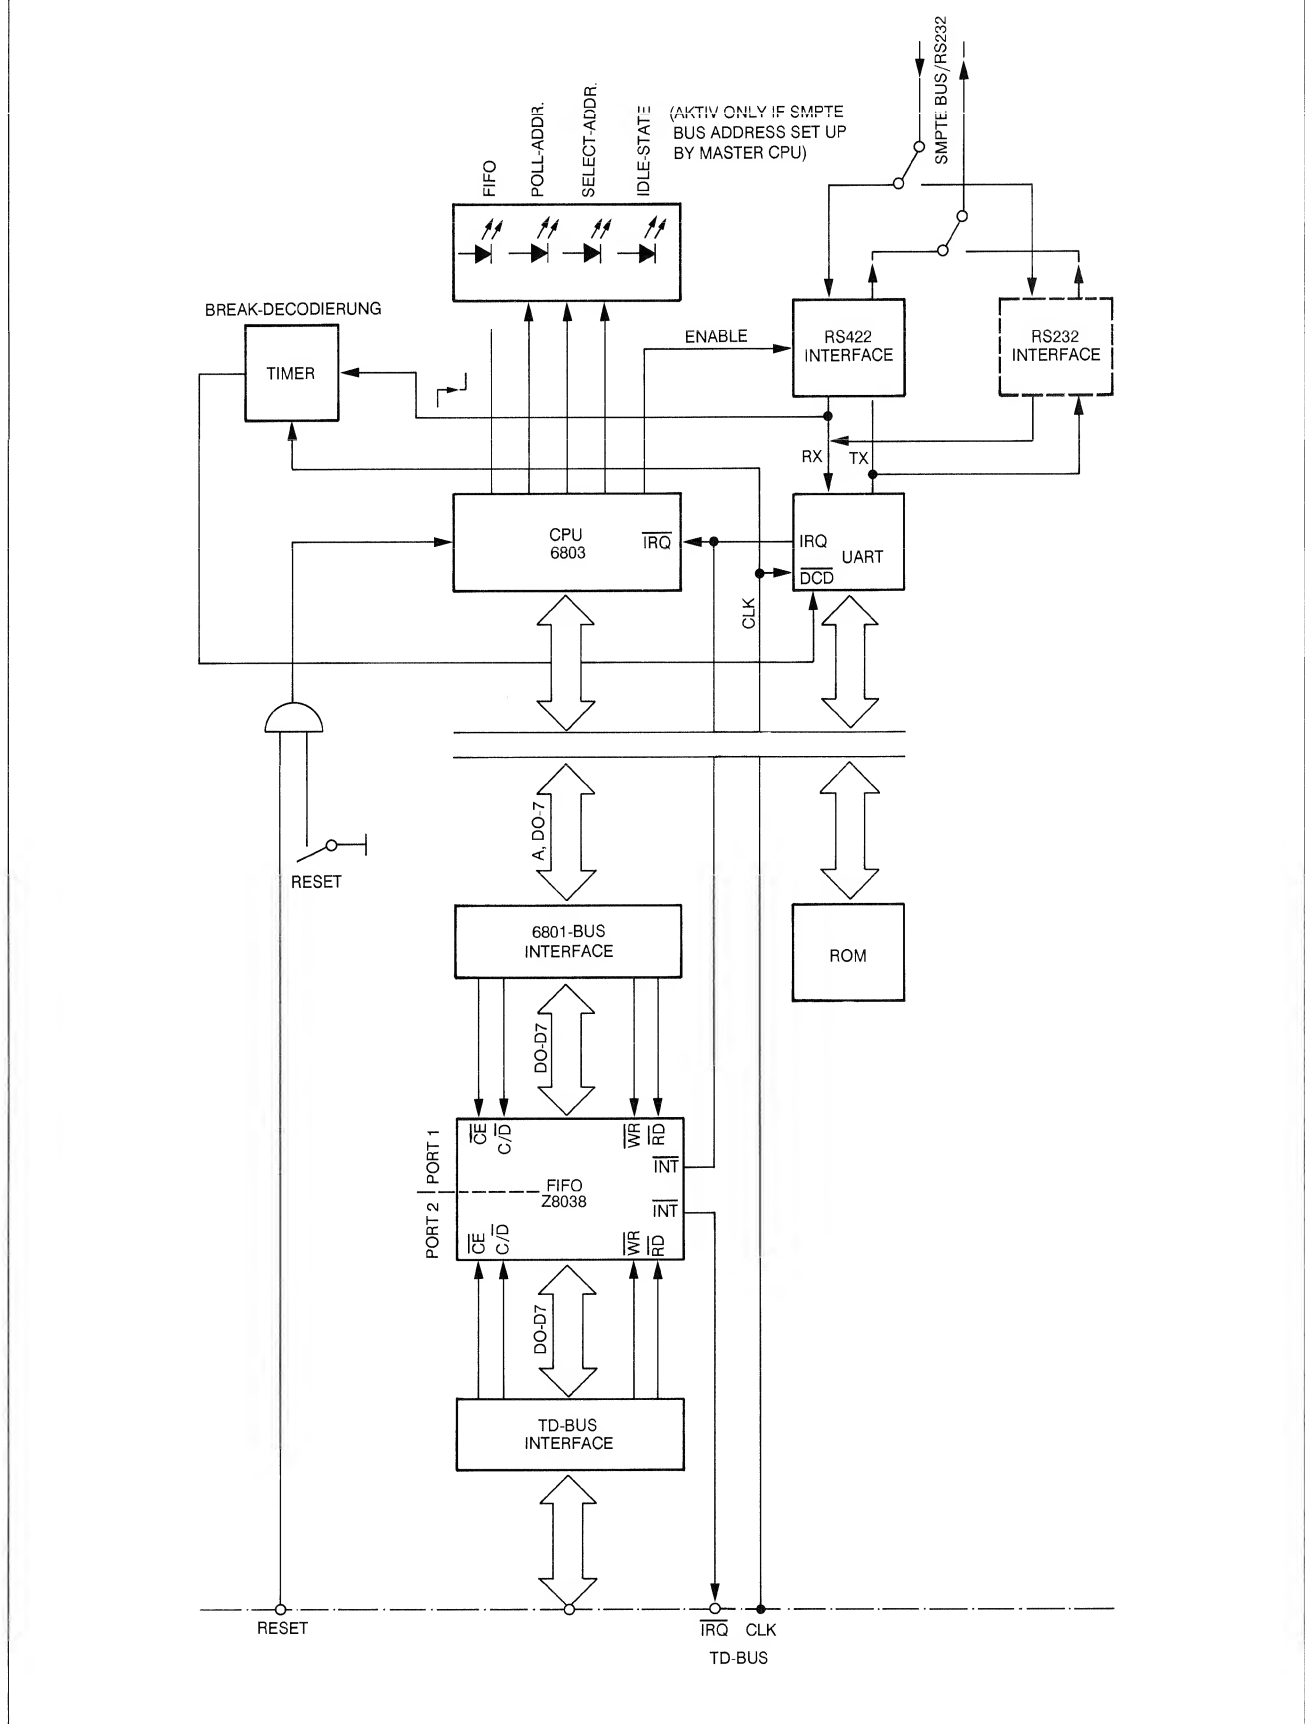 SMPTE BUS/RS232
FIFO
POLL-ADDR.
SELECT-ADDR.
IDLE-STATE
(AKTIV ONLY IF SMPTE
BUS ADDRESS SET UP
BY MASTER CPU)
BREAK-DECODIERUNG
TIMER
ENABLE
RS422
INTERFACE
RS232
INTERFACE
RX
TX
CPU
6803
IRQ
IRQ
UART
DCD
CLK
RESET
A, DO-7
6801-BUS
INTERFACE
ROM
DO-D7
CE
C/D
WR
RD
INT
PORT 1
FIFO
Z8038
PORT 2
INT
CE
C/D
WR
RD
DO-D7
TD-BUS
INTERFACE
RESET
IRQ CLK
TD-BUS